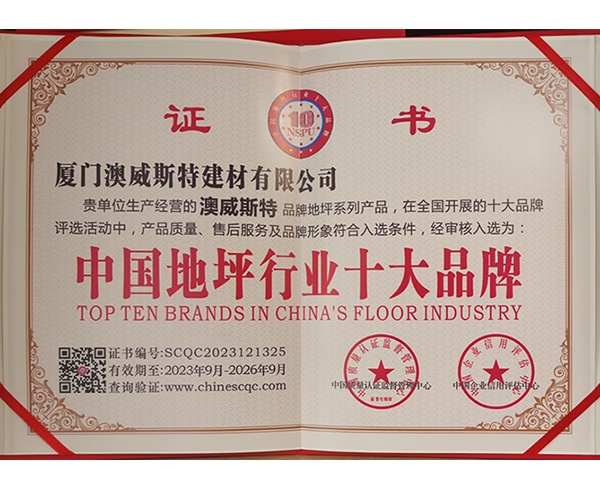 证 书
10
NSPU
厦门澳威斯特建材有限公司
贵单位生产经营的 澳威斯特 品牌地坪系列产品，在全国开展的十大品牌
评选活动中，产品质量、售后服务及品牌形象符合入选条件，经审核入选为：
中国地坪行业十大品牌
TOP TEN BRANDS IN CHINA'S FLOOR INDUSTRY
证书编号:SCQC2023121325
有效期至:2023年9月-2026年9月
查询验证:www.chinescqc.com
中国质量认证监督管理中心
中国企业信用评估中心